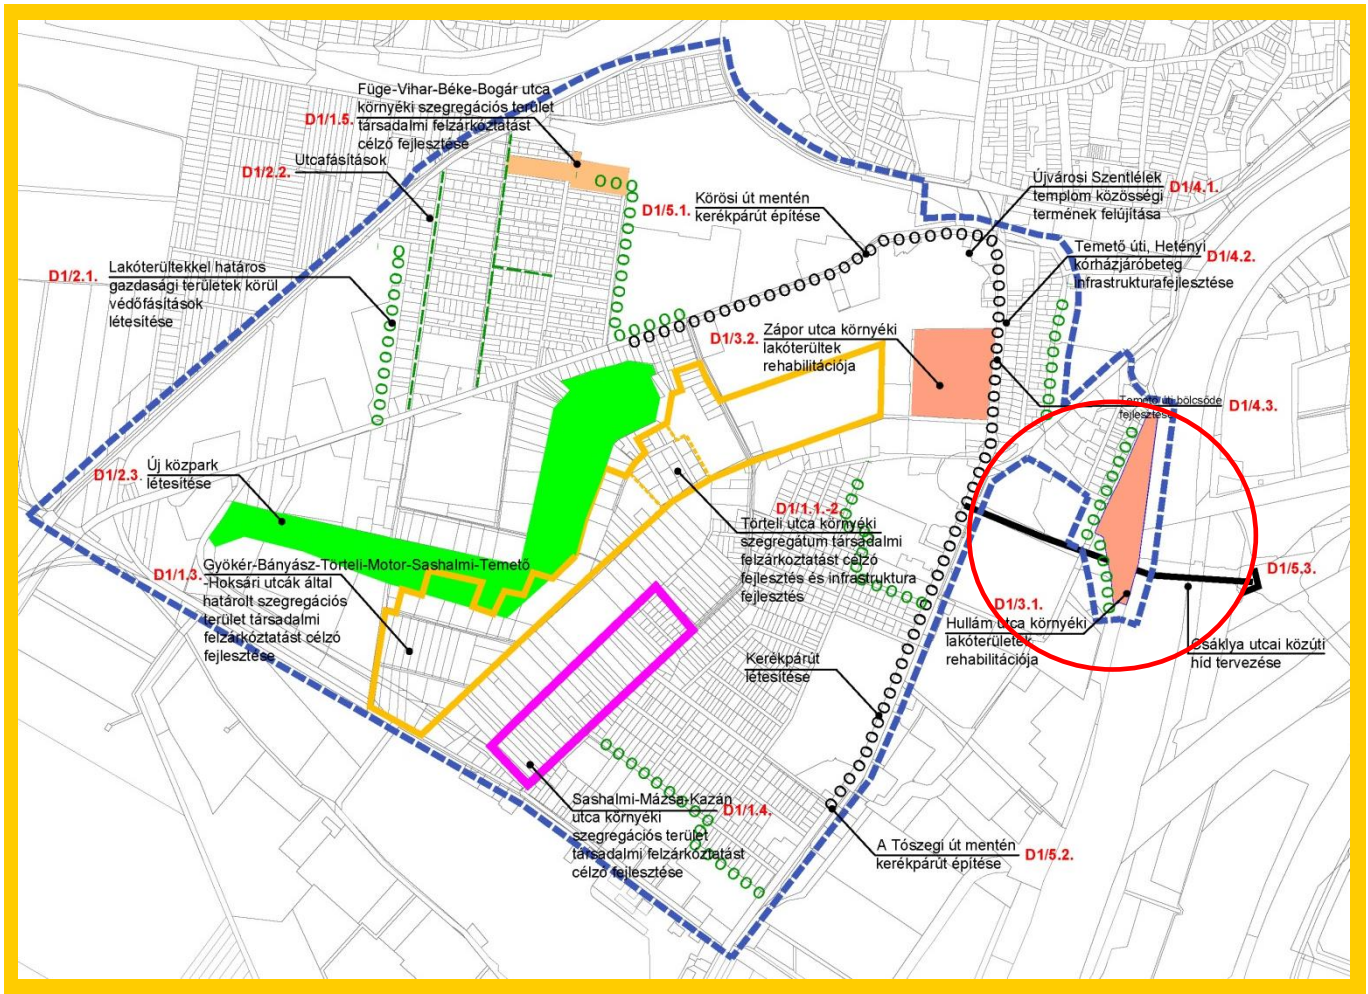 Füge-Vihar-Béke-Bogár utca
környéki szegregációs terület
D1/1.5.
társadalmi felzárkóztatást
célzó fejlesztése
D1/2.2.
Utcafásítások
D1/5.1.
Körösi út mentén
kerékpárút építése
Újvárosi Szentlélek
D1/4.1.
templom közösségi
termének felújítása
Temető úti, Hetényi
D1/4.2.
kórházjáróbeteg
infrastrukturafejlesztése
D1/2.1.
Lakóterültekkel határos
gazdasági területek körül
védőfásítások
létesítése
D1/3.2.
Zápor utca környéki
lakóterültek
rehabilitációja
Temető úti bölcsőde
D1/4.3.
fejlesztése
D1/2.3.
Új közpark
létesítése
D1/1.1.-2.
Törteli utca környéki
szegregátum társadalmi
felzárkoztatást célzó
fejlesztés és infrastruktura
fejlesztés
D1/1.3.
Gyökér-Bányász-Törteli-Motor-Sashalmi-Temető
-Hoksári utcák által
határolt szegregációs
terület társadalmi
felzárkóztatást célzó
fejlesztése
D1/5.3.
Csáklya utcai közúti
híd tervezése
D1/3.1.
Hullám utca környéki
lakóterületek
rehabilitációja
Kerékpárút
létesítése
Sashalmi-Mázsa-Kazán
D1/1.4.
utca környéki
szegregációs terület
társadalmi felzárkóztatást
célzó fejlesztése
A Tószegi út mentén
D1/5.2.
kerékpárút építése